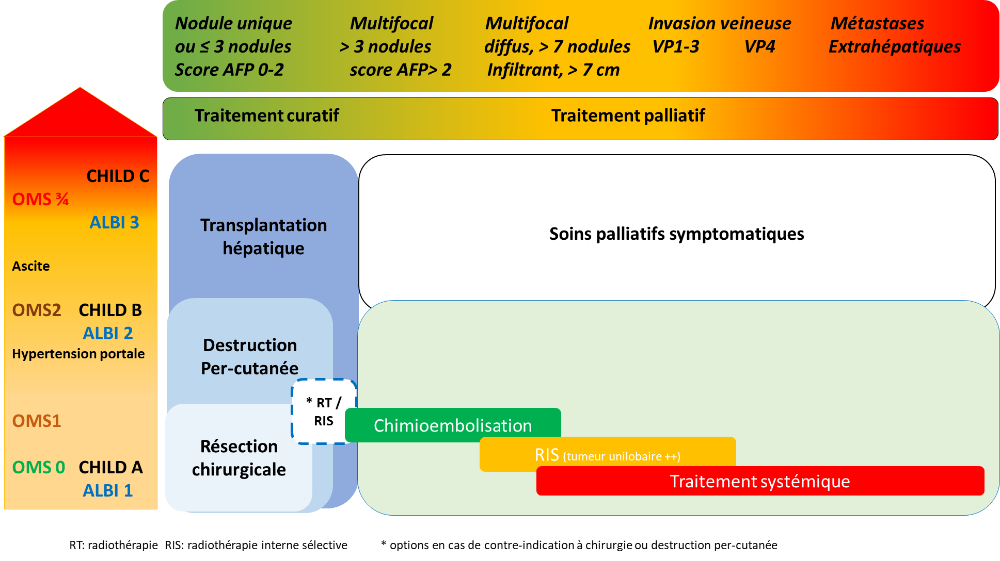 Nodule unique
ou ≤ 3 nodules
Score AFP 0-2
Multifocal
> 3 nodules
score AFP> 2
Multifocal
diffus, > 7 nodules
Infiltrant, > 7 cm
Invasion veineuse
VP1-3 VP4
Métastases
Extrahépatiques
Traitement curatif
Traitement palliatif
CHILD C
OMS ¾
ALBI 3
Ascite
OMS2 CHILD B
ALBI 2
Hypertension portale
OMS1
OMS 0 CHILD A
ALBI 1
Transplantation
hépatique
Soins palliatifs symptomatiques
Destruction
Per-cutanée
* RT /
RIS
Résection
chirurgicale
Chimioembolisation
RIS (tumeur unilobaire ++)
Traitement systémique
RT: radiothérapie RIS: radiothérapie interne sélective * options en cas de contre-indication à chirurgie ou destruction per-cutanée